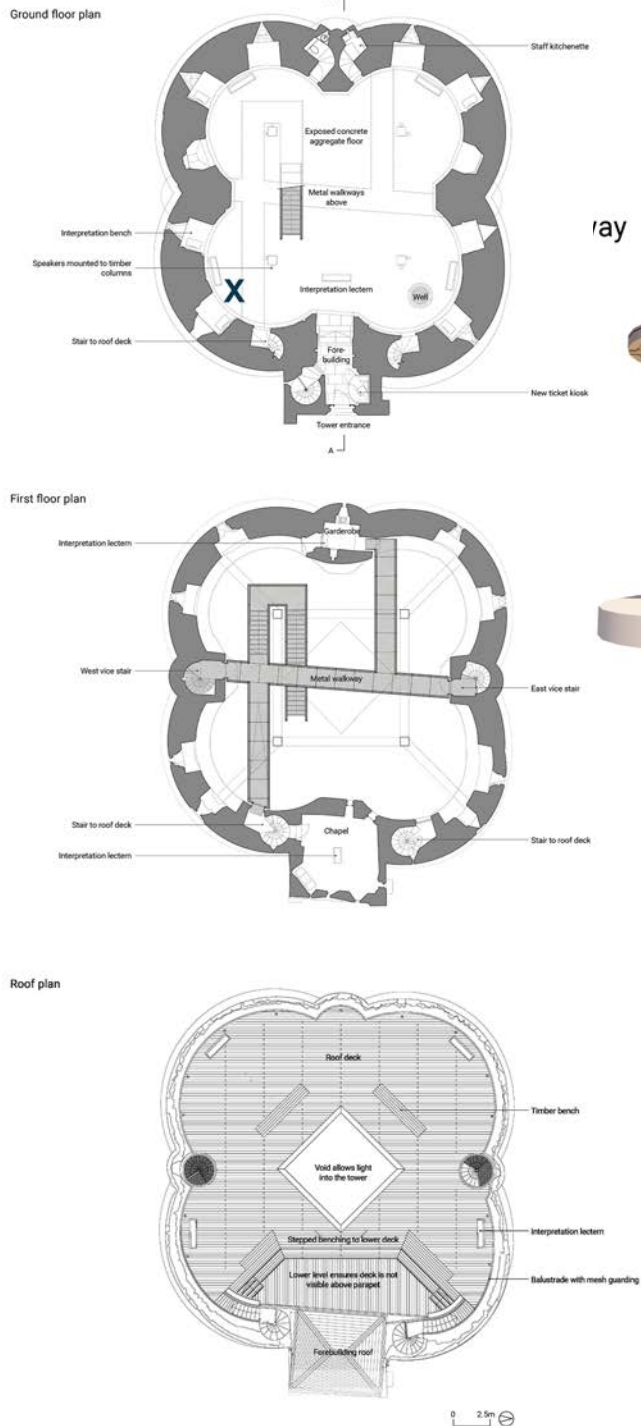 Ground floor plan
Staff kitchenette
Exposed concrete
aggregate floor
Metal walkways
above
Interpretation bench
Speakers mounted to timber
columns
X
Interpretation lectern
Well
Stair to roof deck
Fore-
building
New ticket kiosk
Tower entrance
A
way
First floor plan
Interpretation lectern
Garderobe
West vice stair
Metal walkway
East vice stair
Stair to roof deck
Chapel
Stair to roof deck
Interpretation lectern
Roof plan
Roof deck
Timber bench
Void allows light
into the tower
Interpretation lectern
Stepped benching to lower deck
Lower level ensures deck is not
visible above parapet
Balustrade with mesh guarding
Forebuilding roof
0 2.5m